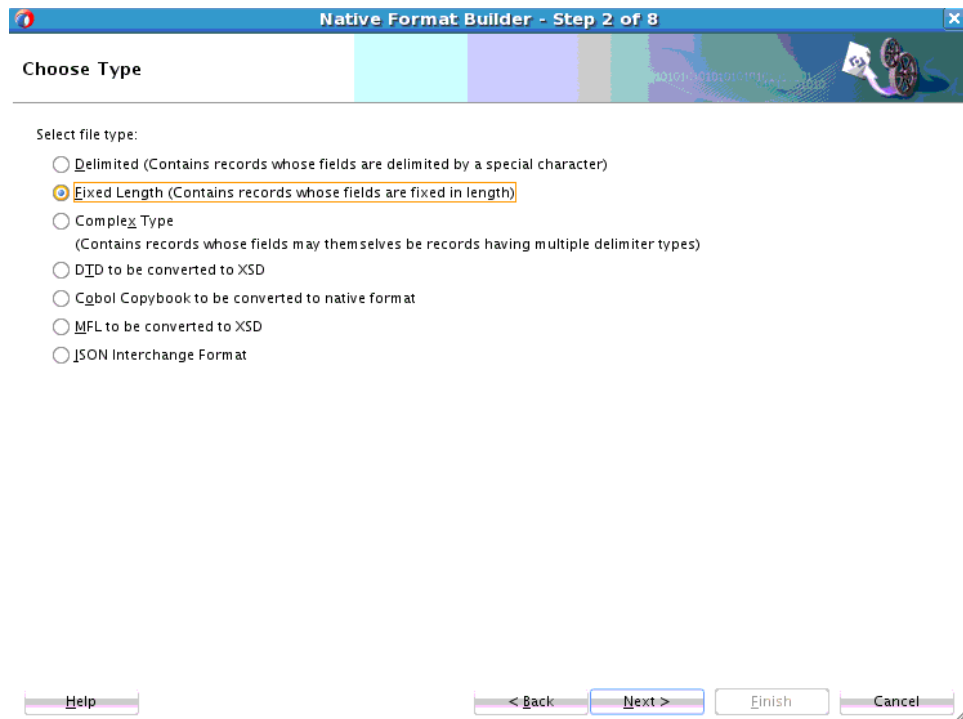 Native Format Builder - Step 2 of 8
Choose Type
Select file type:
Delimited (Contains records whose fields are delimited by a special character)
Fixed Length (Contains records whose fields are fixed in length)
Complex Type
(Contains records whose fields may themselves be records having multiple delimiter types)
DTD to be converted to XSD
Cobol Copybook to be converted to native format
MFL to be converted to XSD
JSON Interchange Format
Help
< Back
Next >
Finish
Cancel